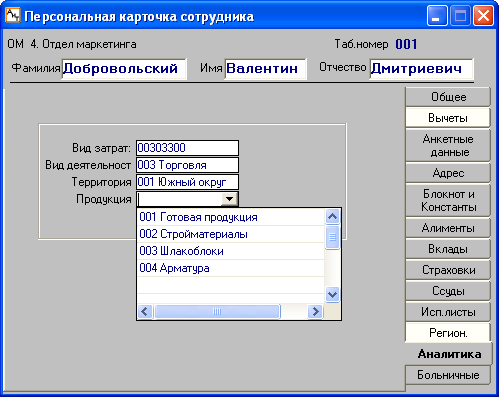 Персональная карточка сотрудника
ОМ 4. Отдел маркетинга Таб.номер 001
Фамилия Добровольский Имя Валентин Отчество Дмитриевич
Общее
Вычеты
Анкетные
данные
Адрес
Блокнот и
Константы
Алименты
Вклады
Страховки
Ссуды
Исп.листы
Регион.
Аналитика
Больничные
Вид затрат: 00303300
Вид деятельност 003 Торговля
Территория 001 Южный округ
Продукция
001 Готовая продукция
002 Стройматериалы
003 Шлакоблоки
004 Арматура